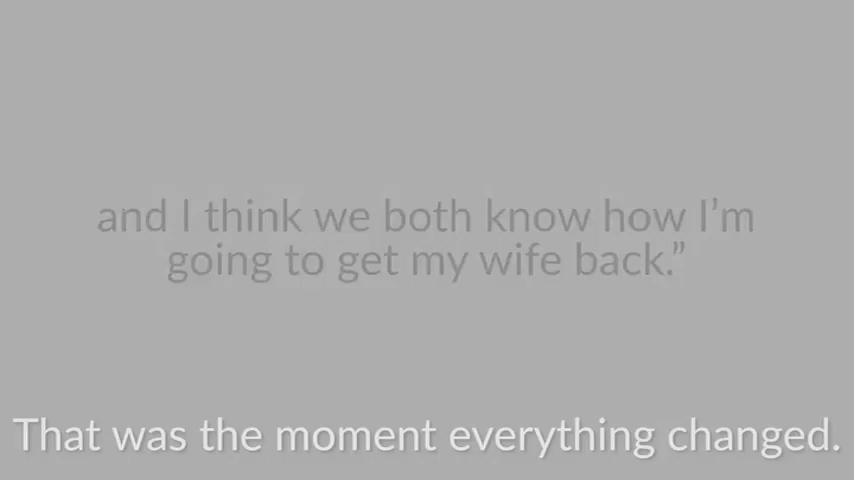 and I think we both know how I’m
going to get my wife back.”
That was the moment everything changed.